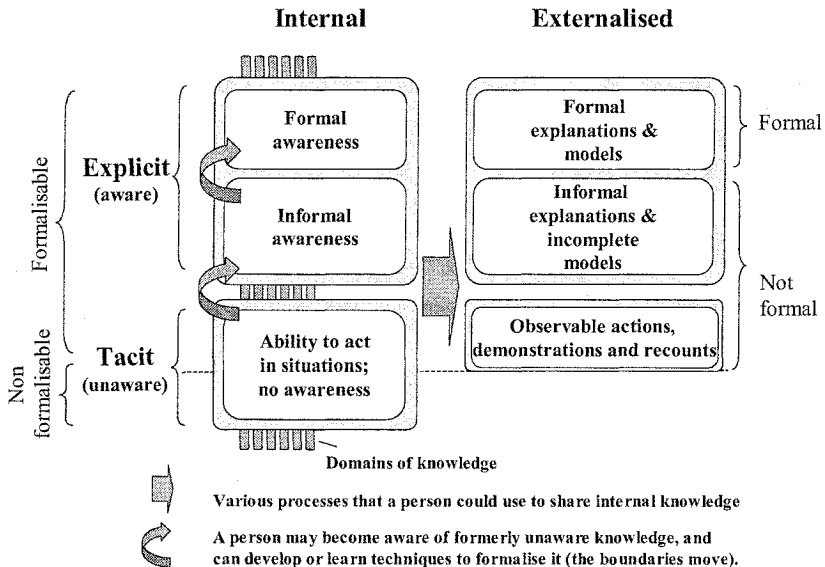 Internal
Externalised
Formalisable
Non
formalisable
Explicit
(aware)
Tacit
(unaware)
Formal
awareness
Informal
awareness
Ability to act
in situations;
no awareness
Formal
explanations &
models
Informal
explanations &
incomplete
models
Observable actions,
demonstrations and recounts
Formal
Not
formal
Domains of knowledge
Various processes that a person could use to share internal knowledge
A person may become aware of formerly unaware knowledge, and
can develop or learn techniques to formalise it (the boundaries move).